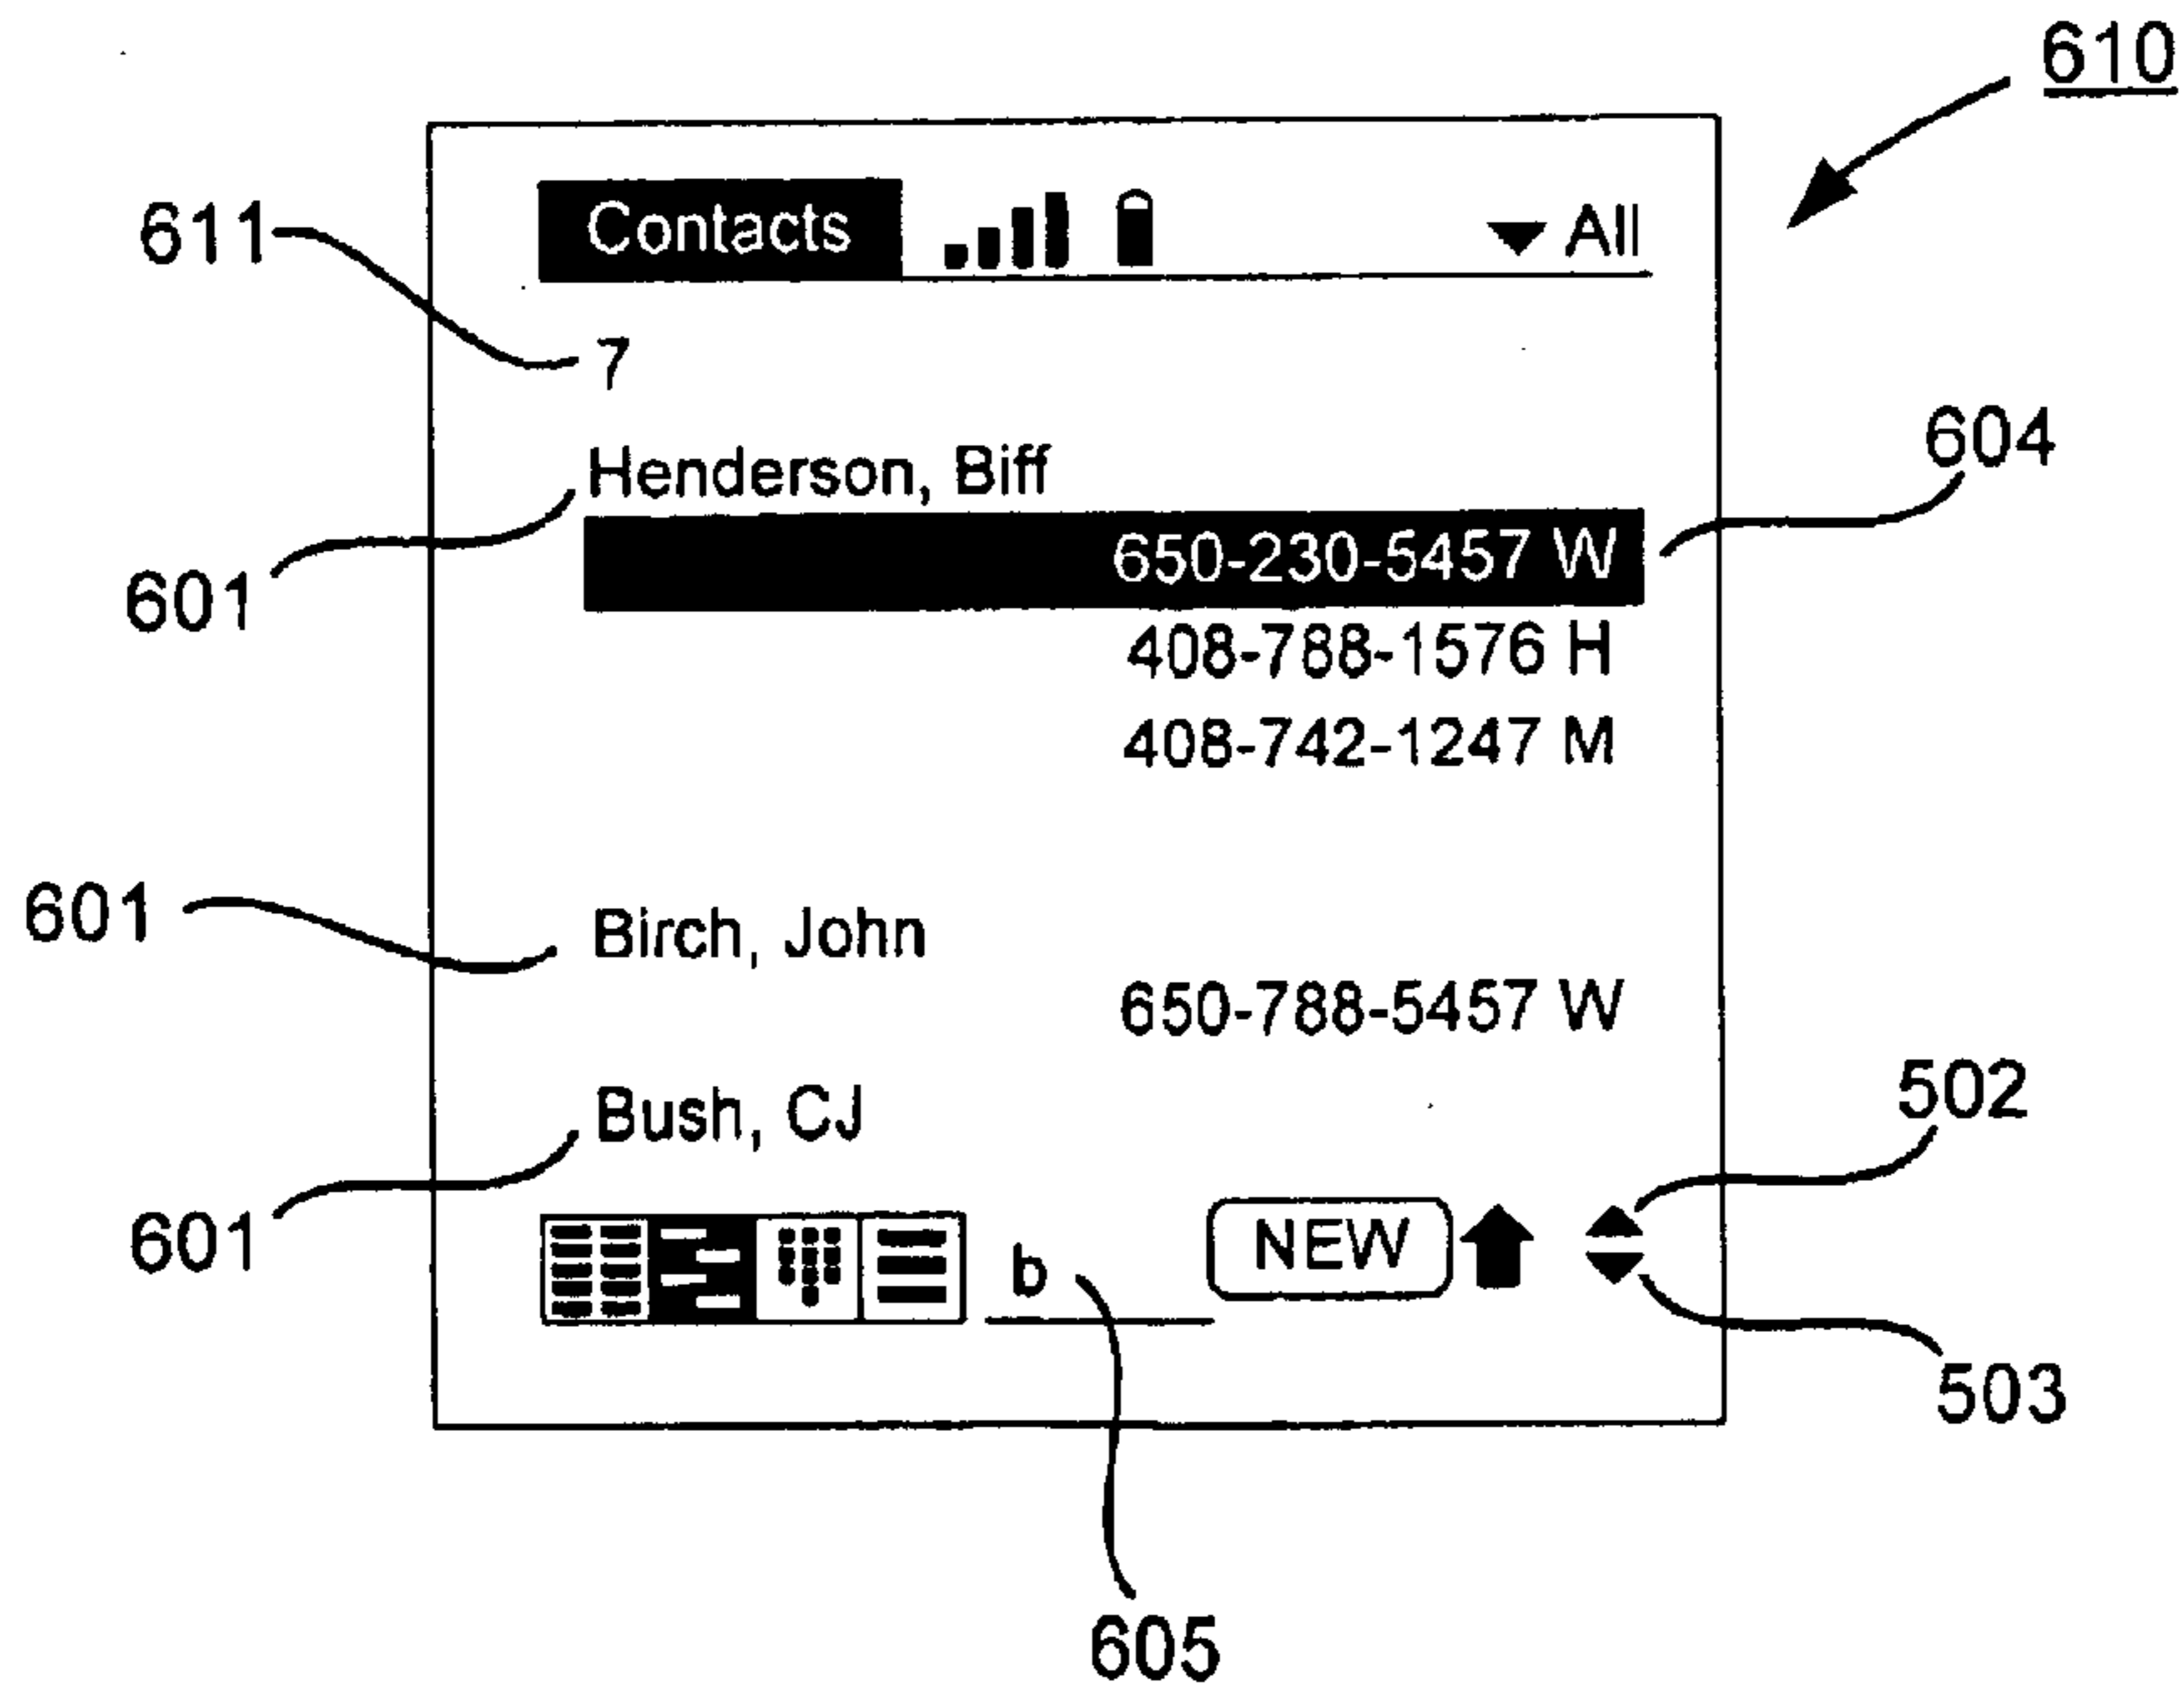 610
Contacts All
611
7
604
Henderson, Biff
650-230-5457 W
601
408-788-1576 H
408-742-1247 M
601
Birch, John
650-788-5457 W
502
Bush, CJ
601
b
NEW
503
605